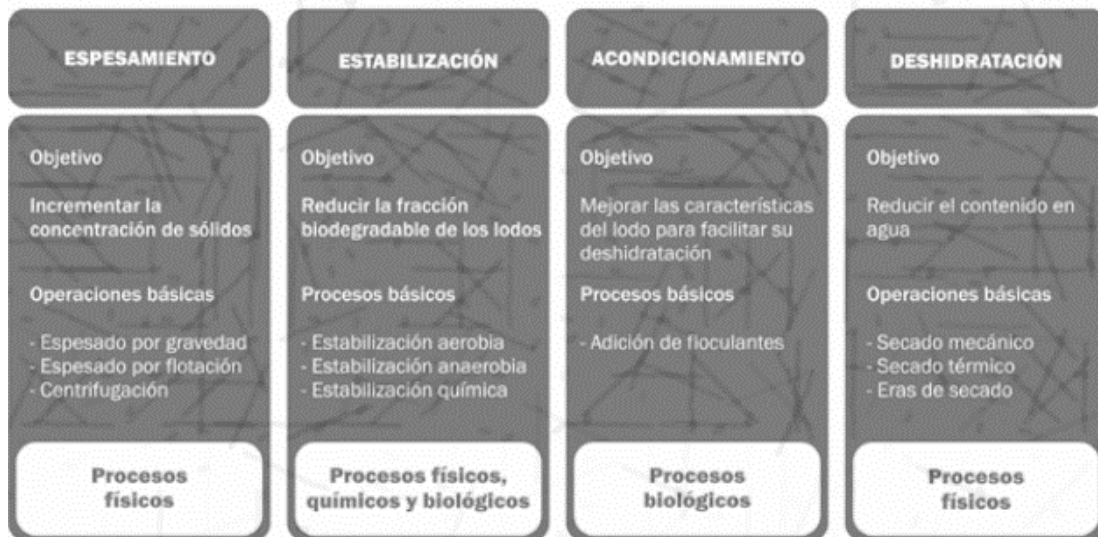 ESPESAMIENTO
Objetivo
Incrementar la
concentración de sólidos
Operaciones básicas
- Espesado por gravedad
- Espesado por flotación
- Centrifugación
Procesos
físicos
ESTABILIZACIÓN
Objetivo
Reducir la fracción
biodegradable de los lodos
Procesos básicos
- Estabilización aerobia
- Estabilización anaerobia
- Estabilización química
Procesos físicos,
químicos y biológicos
ACONDICIONAMIENTO
Objetivo
Mejorar las características
del lodo para facilitar su
deshidratación
Procesos básicos
- Adición de floculantes
Procesos
biológicos
DESHIDRATACIÓN
Objetivo
Reducir el contenido en
agua
Operaciones básicas
- Secado mecánico
- Secado térmico
- Eras de secado
Procesos
físicos